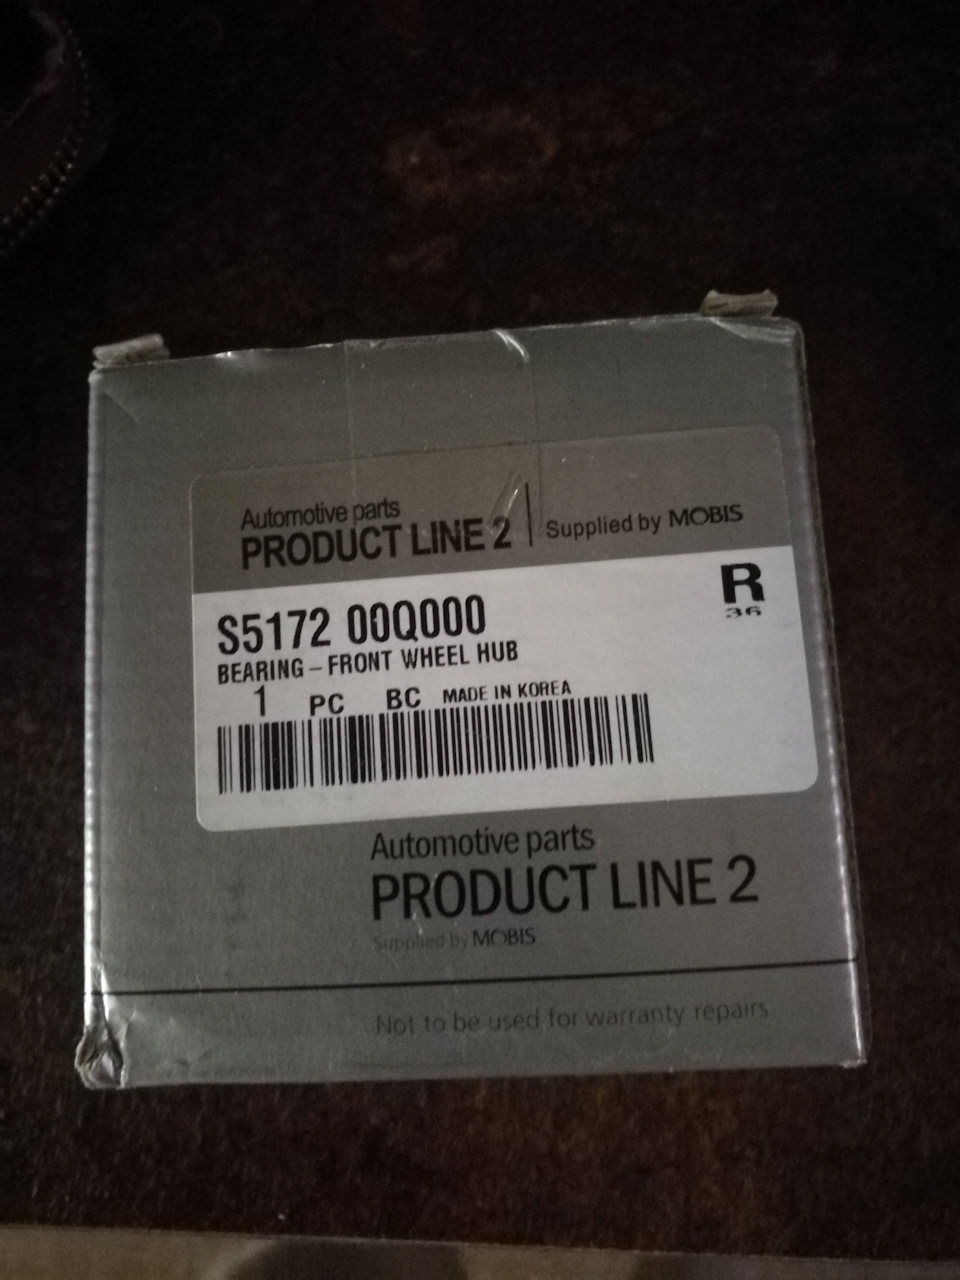 Automotive parts
PRODUCT LINE 2 | Supplied by MOBIS
R
36
S5172 00Q000
BEARING - FRONT WHEEL HUB
1 PC BC MADE IN KOREA
Automotive parts
PRODUCT LINE 2
Supplied by MOBIS
Not to be used for warranty repairs